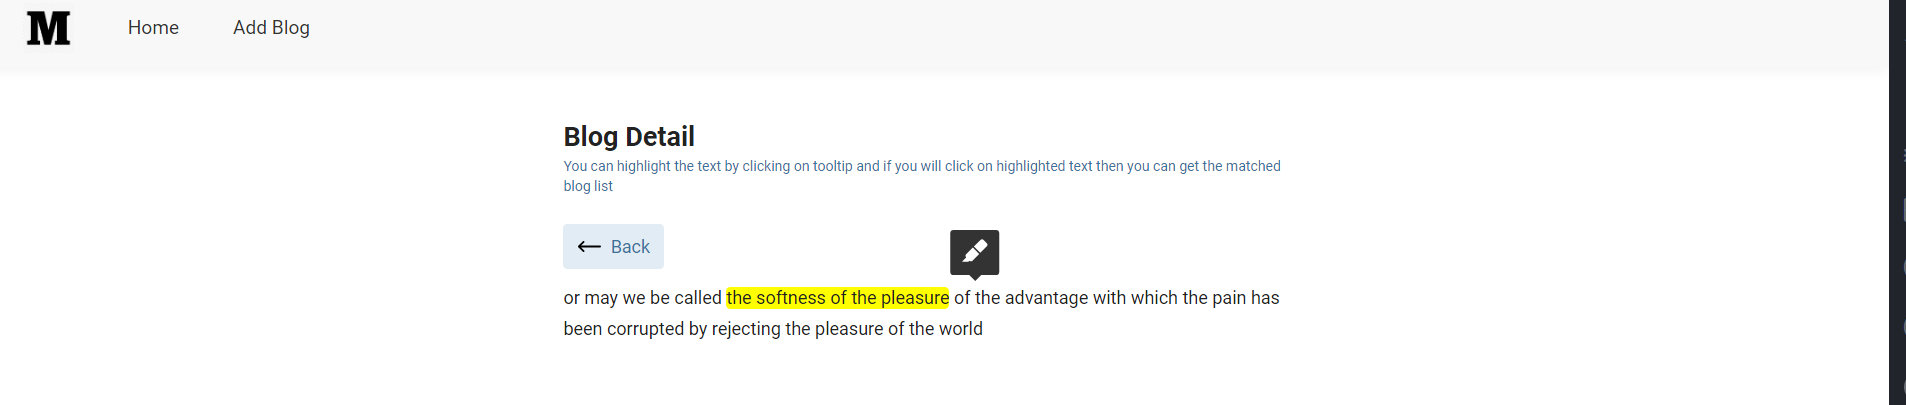 M Home Add Blog
Blog Detail
You can highlight the text by clicking on tooltip and if you will click on highlighted text then you can get the matched
blog list
Back
or may we be called the softness of the pleasure of the advantage with which the pain has
been corrupted by rejecting the pleasure of the world